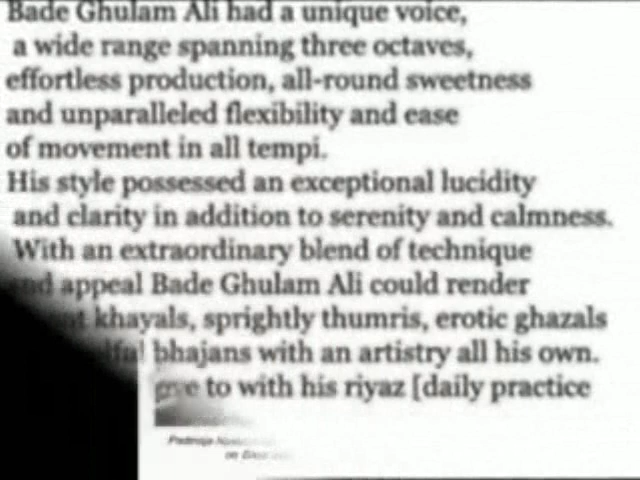 Bade Ghulam Ali had a unique voice,
a wide range spanning three octaves,
effortless production, all-round sweetness
and unparalleled flexibility and ease
of movement in all tempi.
His style possessed an exceptional lucidity
and clarity in addition to serenity and calmness.
With an extraordinary blend of technique
and appeal Bade Ghulam Ali could render
khayals, sprightly thumris, erotic ghazals
bhajans with an artistry all his own.
to with his riyaz [daily practice
on